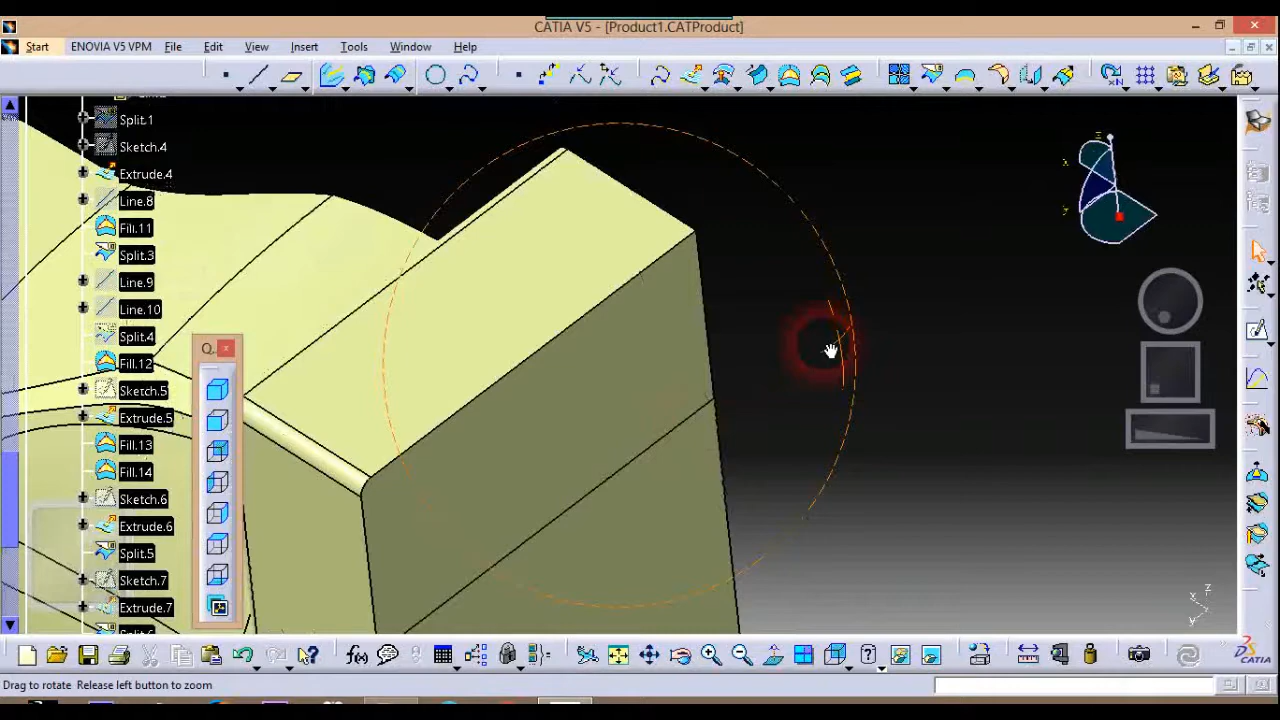 CATIA V5 - [Product1.CATProduct]
Start ENOVIA V5 VPM File Edit View Insert Tools Window Help
Split.1
Sketch.4
Extrude.4
Line.8
Fill.11
Split.3
Line.9
Line.10
Split.4
Fill.12
Sketch.5
Extrude.5
Fill.13
Fill.14
Sketch.6
Extrude.6
Split.5
Sketch.7
Extrude.7
Q.
z
x
y
z
x
y
f(x)
CATIA
Drag to rotate Release left button to zoom